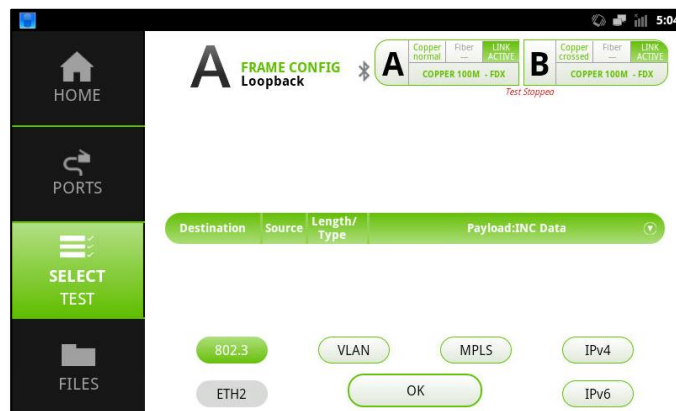 5:04
HOME
PORTS
SELECT
TEST
FILES
A FRAME CONFIG
Loopback
A
Copper
normal
Fiber
---
LINK
ACTIVE
COPPER 100M - FDX
B
Copper
crossed
Fiber
---
LINK
ACTIVE
COPPER 100M - FDX
Test Stopped
Destination Source Length/
Type Payload:INC Data
802.3 VLAN MPLS IPv4
ETH2 OK IPv6